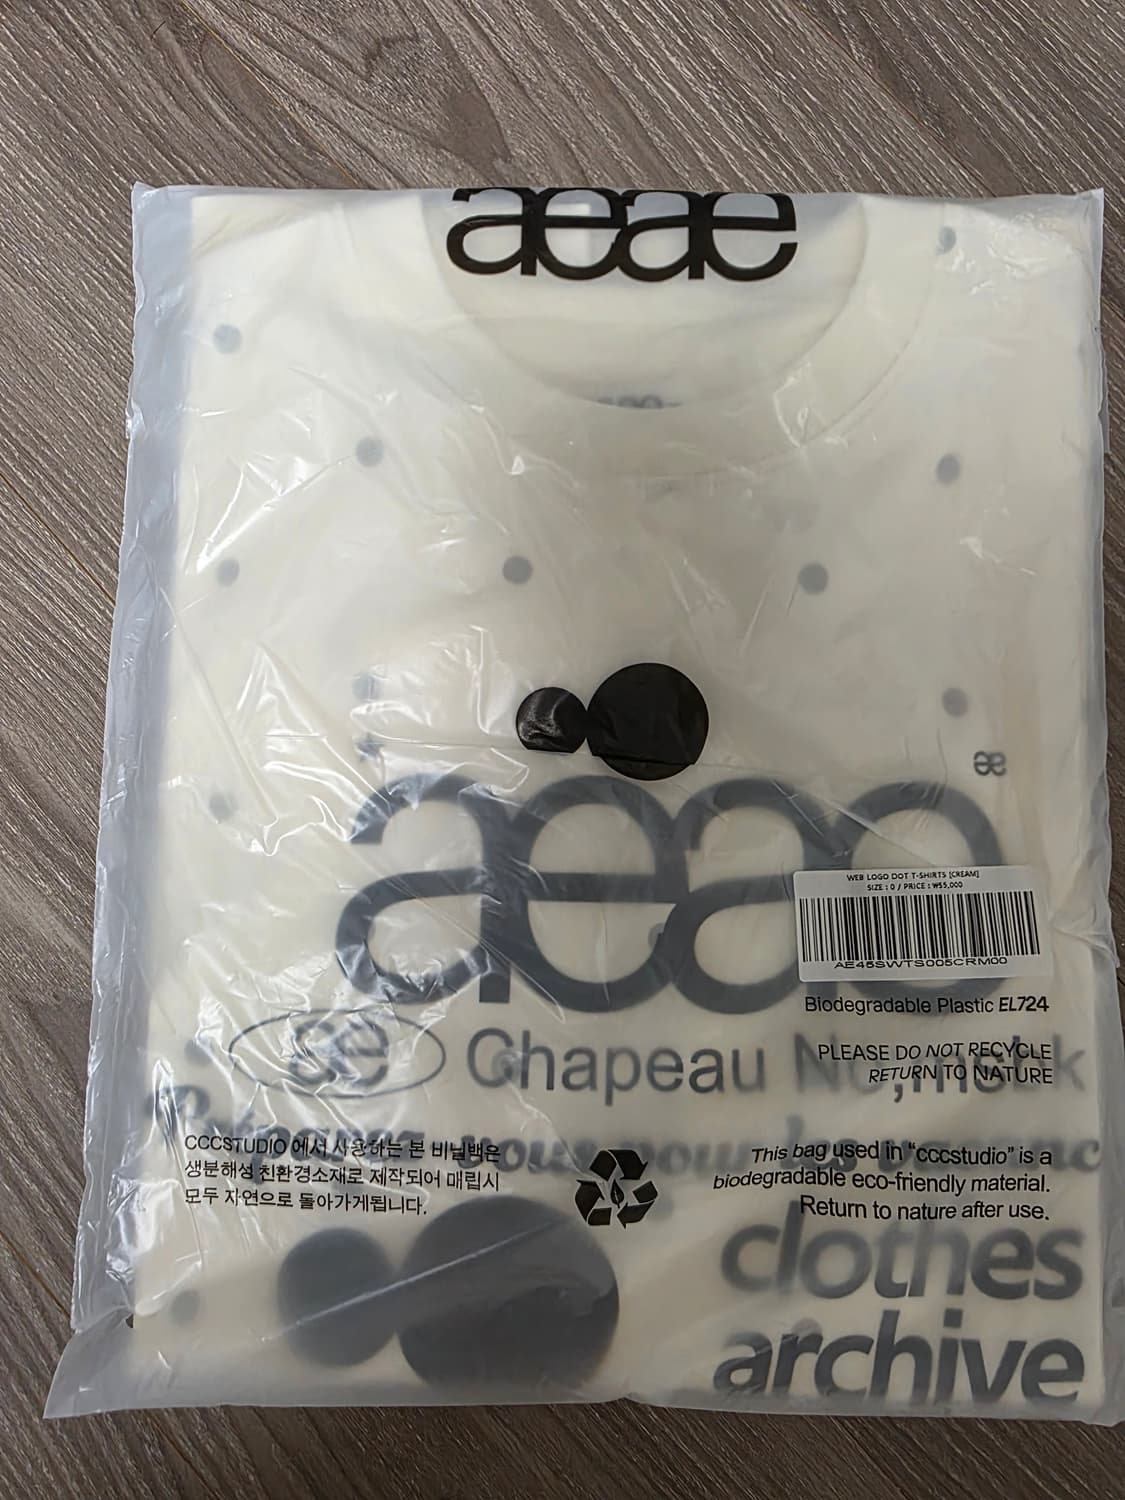 aeae
æ
aeae
WEB LOGO DOT T-SHIRTS [CREAM]
SIZE : 0 / PRICE : ₩55,000
AE4SSWTS005CRM00
Biodegradable Plastic EL724
Chapeau
PLEASE DO NOT RECYCLE
RETURN TO NATURE
vous pour
CCCSTUDIO 에서 사용하는 본 비닐백은
생분해성 친환경소재로 제작되어 매립시
모두 자연으로 돌아가게됩니다.
This bag used in “cccstudio” is a
biodegradable eco-friendly material.
Return to nature after use.
clothes
archive